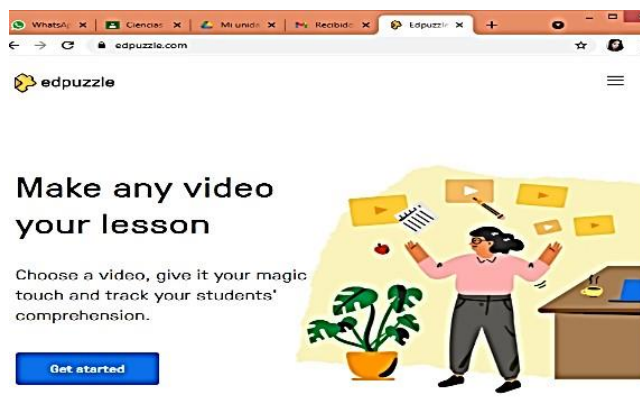 WhatsAp
Ciencias
Mi unida
Recibido
Edpuzzle
edpuzzle.com
edpuzzle
Make any video
your lesson
Choose a video, give it your magic
touch and track your students'
comprehension.
Get started